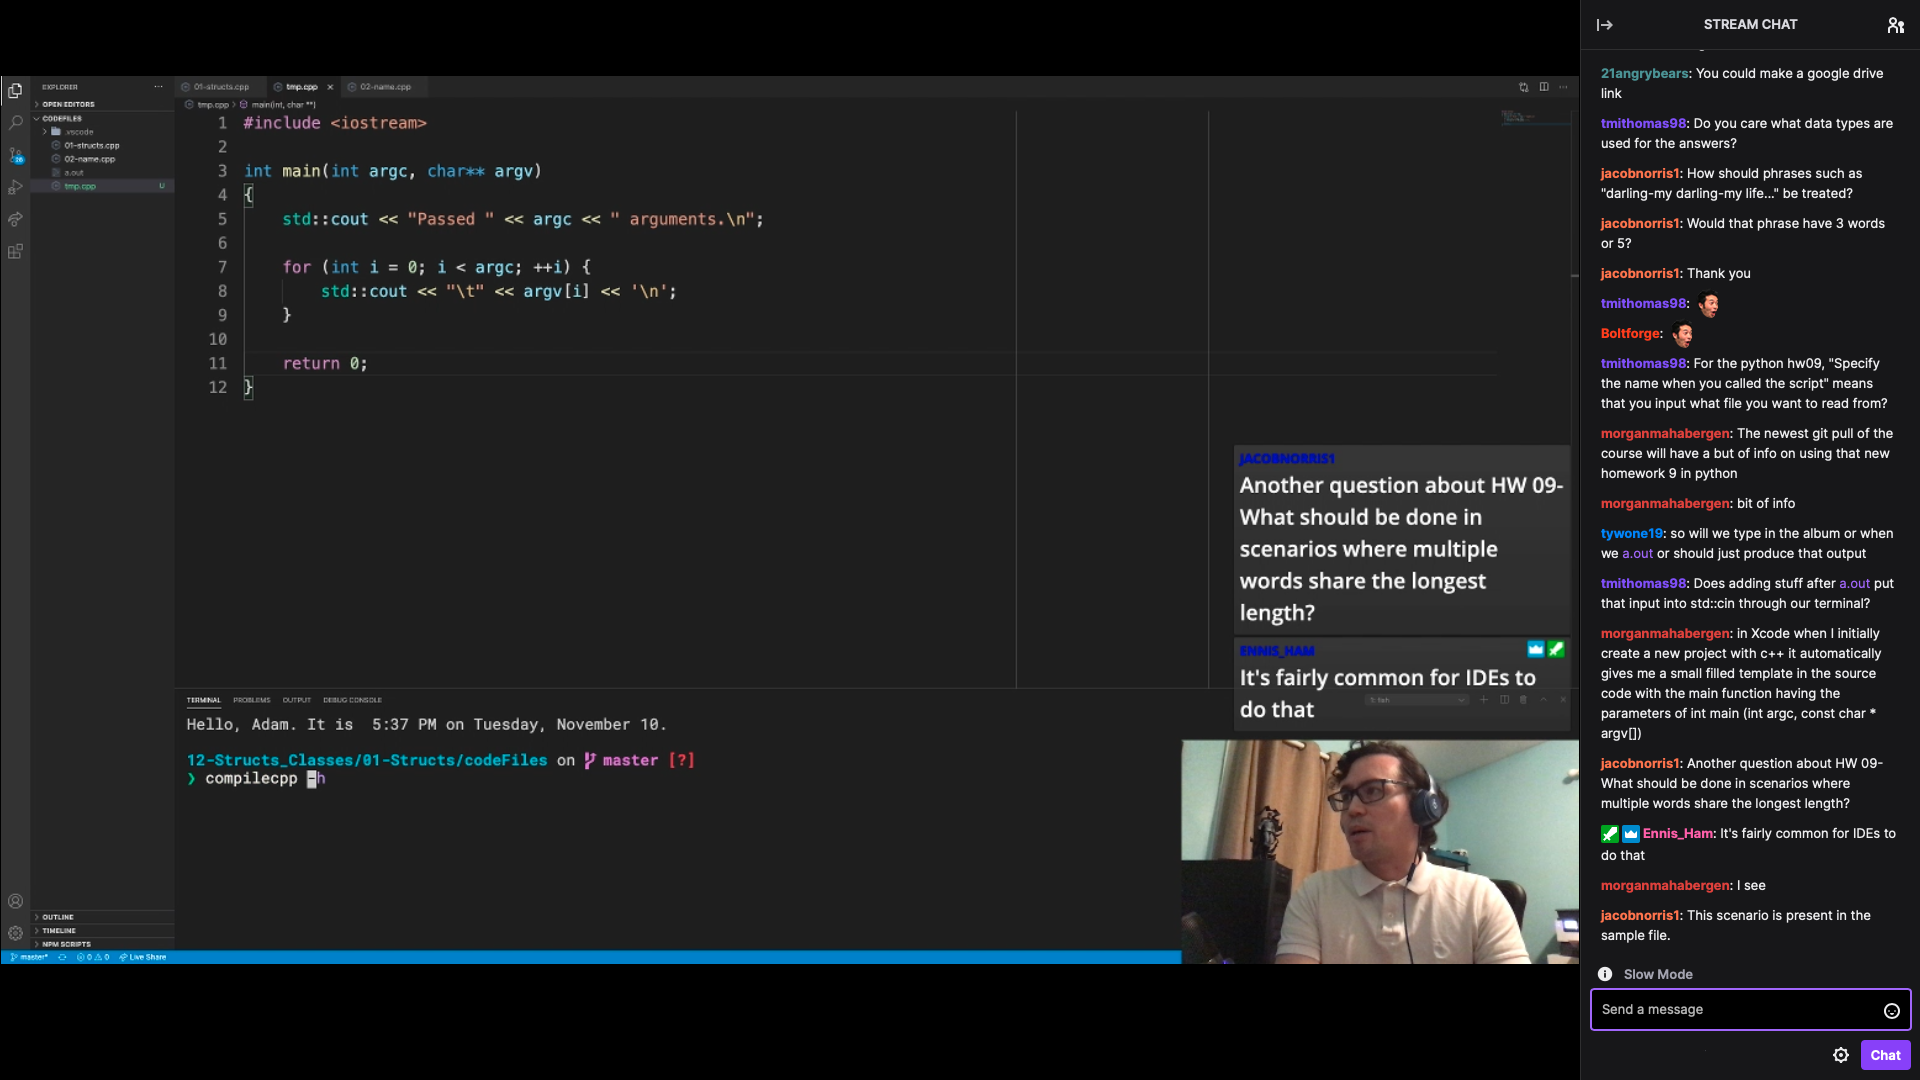 EXPLORER
OPEN EDITORS
CODEFILES
.vscode
01-structs.cpp
02-name.cpp
a.out
tmp.cpp U
OUTLINE
TIMELINE
NPM SCRIPTS
master* 0 0 Live Share
01-structs.cpp tmp.cpp 02-name.cpp
tmp.cpp > main(int, char **)
1 #include <iostream>
2
3 int main(int argc, char** argv)
4 {
5 std::cout << "Passed " << argc << " arguments.\n";
6
7 for (int i = 0; i < argc; ++i) {
8 std::cout << "\t" << argv[i] << '\n';
9 }
10
11 return 0;
12 }
JACOBNORRIS1
Another question about HW 09-
What should be done in
scenarios where multiple
words share the longest
length?
ENNIS_HAM
It's fairly common for IDEs to
do that
TERMINAL PROBLEMS OUTPUT DEBUG CONSOLE
1: fish
Hello, Adam. It is  5:37 PM on Tuesday, November 10.
12-Structs_Classes/01-Structs/codeFiles on master [?]
❯ compilecpp -h
STREAM CHAT
21angrybears: You could make a google drive
link
tmithomas98: Do you care what data types are
used for the answers?
jacobnorris1: How should phrases such as
"darling-my darling-my life..." be treated?
jacobnorris1: Would that phrase have 3 words
or 5?
jacobnorris1: Thank you
tmithomas98:
Boltforge:
tmithomas98: For the python hw09, "Specify
the name when you called the script" means
that you input what file you want to read from?
morganmahabergen: The newest git pull of the
course will have a but of info on using that new
homework 9 in python
morganmahabergen: bit of info
tywone19: so will we type in the album or when
we a.out or should just produce that output
tmithomas98: Does adding stuff after a.out put
that input into std::cin through our terminal?
morganmahabergen: in Xcode when I initially
create a new project with c++ it automatically
gives me a small filled template in the source
code with the main function having the
parameters of int main (int argc, const char *
argv[])
jacobnorris1: Another question about HW 09-
What should be done in scenarios where
multiple words share the longest length?
Ennis_Ham: It's fairly common for IDEs to
do that
morganmahabergen: I see
jacobnorris1: This scenario is present in the
sample file.
Slow Mode
Send a message
Chat